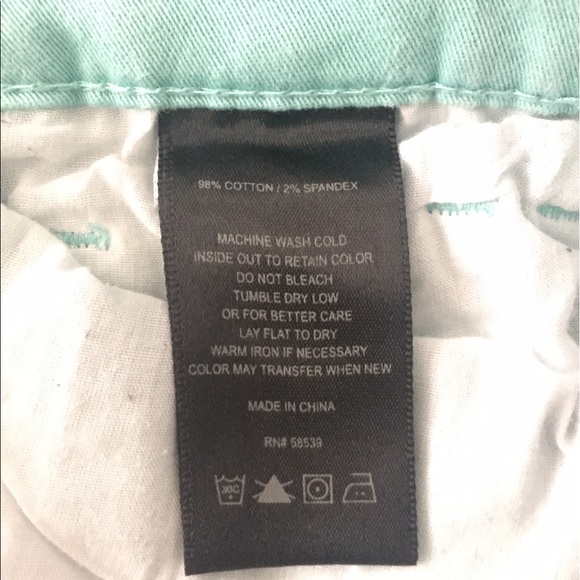 98% COTTON / 2% SPANDEX
MACHINE WASH COLD
INSIDE OUT TO RETAIN COLOR
DO NOT BLEACH
TUMBLE DRY LOW
OR FOR BETTER CARE
LAY FLAT TO DRY
WARM IRON IF NECESSARY
COLOR MAY TRANSFER WHEN NEW
MADE IN CHINA
RN# 58539
30C